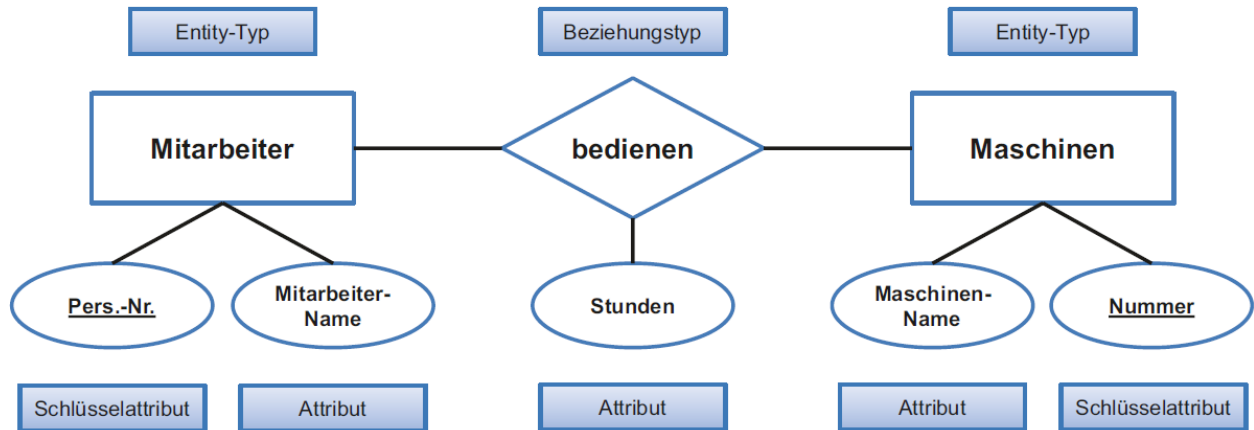 Entity-Typ
Beziehungstyp
Entity-Typ
Mitarbeiter
bedienen
Maschinen
Pers.-Nr.
Mitarbeiter-
Name
Stunden
Maschinen-
Name
Nummer
Schlüsselattribut
Attribut
Attribut
Attribut
Schlüsselattribut